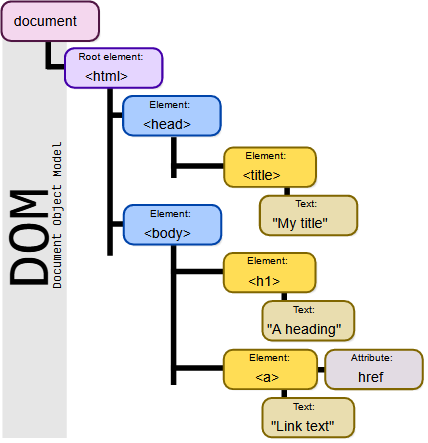 document
Root element:
<html>
Element:
<head>
Element:
<title>
Text:
"My title"
Element:
<body>
Element:
<h1>
Text:
"A heading"
Element:
<a>
Attribute:
href
Text:
"Link text"
DOM
Document Object Model